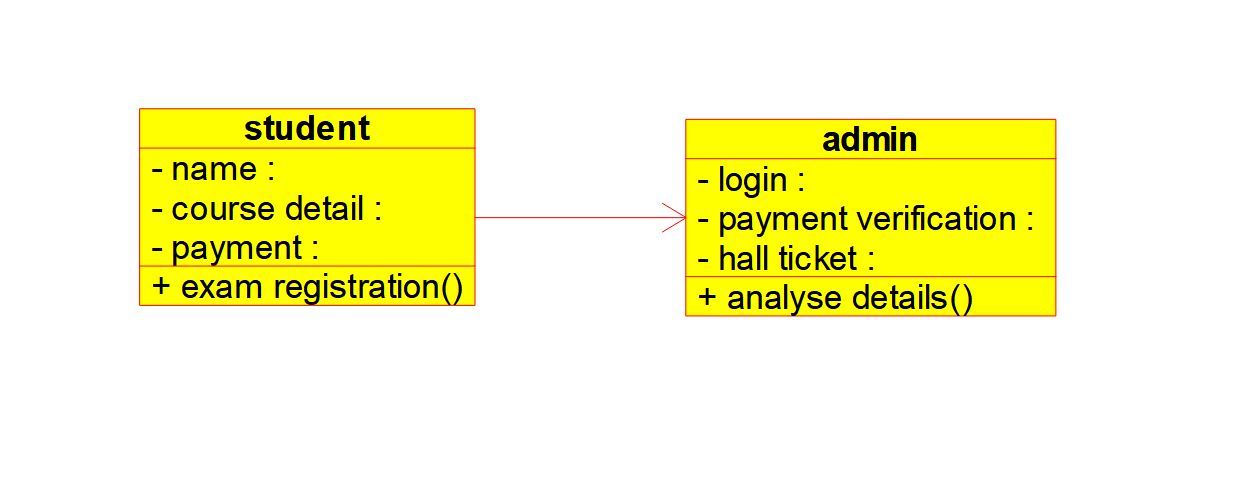 student
- name :
- course detail :
- payment :
+ exam registration()
admin
- login :
- payment verification :
- hall ticket :
+ analyse details()